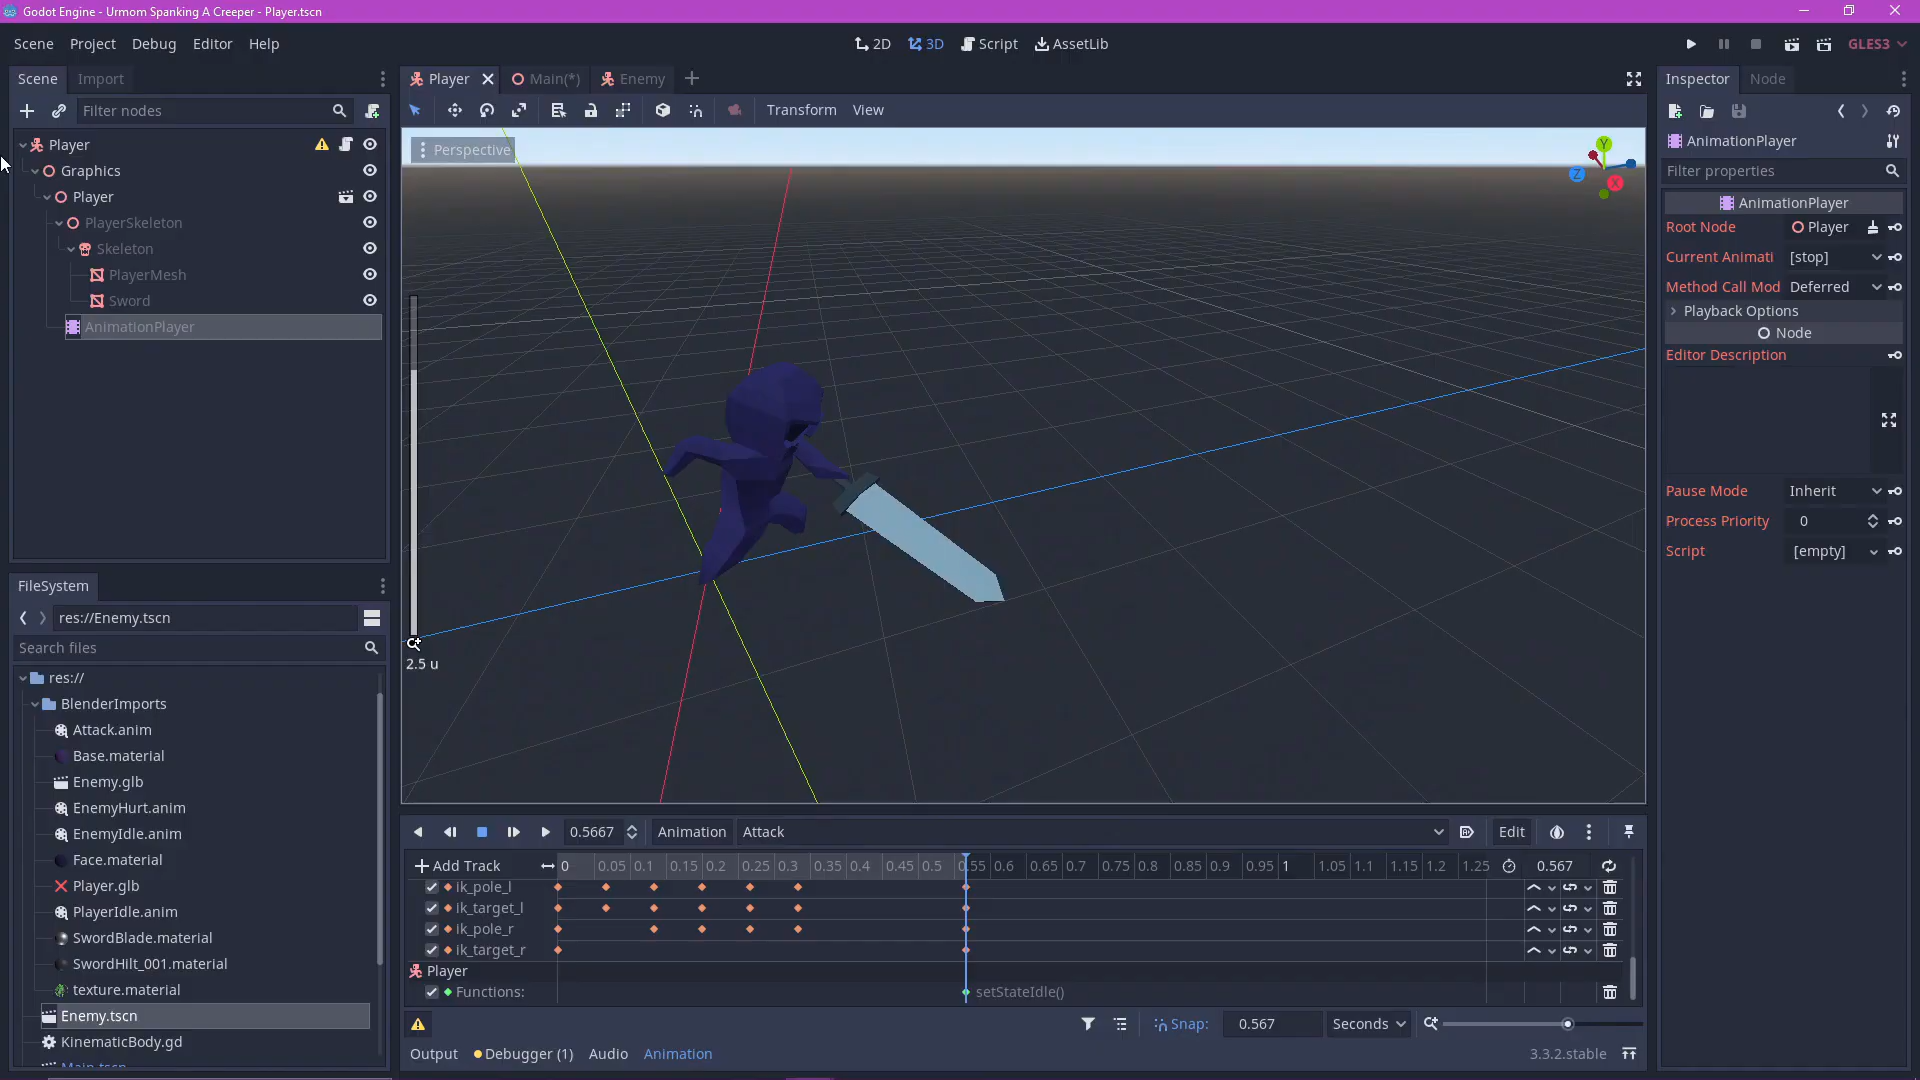 Godot Engine - Urmom Spanking A Creeper - Player.tscn
Scene Project Debug Editor Help
2D 3D Script AssetLib
GLES3
Scene Import
Filter nodes
Player
Graphics
Player
PlayerSkeleton
Skeleton
PlayerMesh
Sword
AnimationPlayer
FileSystem
res://Enemy.tscn
Search files
res://
BlenderImports
Attack.anim
Base.material
Enemy.glb
EnemyHurt.anim
EnemyIdle.anim
Face.material
Player.glb
PlayerIdle.anim
SwordBlade.material
SwordHilt_001.material
texture.material
Enemy.tscn
KinematicBody.gd
Main.tscn
Player Main(*) Enemy
Transform View
Perspective
Y
Z
X
2.5 u
0.5667 Animation Attack Edit
Add Track 0 0.05 0.1 0.15 0.2 0.25 0.3 0.35 0.4 0.45 0.5 0.55 0.6 0.65 0.7 0.75 0.8 0.85 0.9 0.95 1 1.05 1.1 1.15 1.2 1.25 0.567
ik_pole_l
ik_target_l
ik_pole_r
ik_target_r
Player
Functions: setStateIdle()
Snap: 0.567 Seconds
Output Debugger (1) Audio Animation 3.3.2.stable
Inspector Node
AnimationPlayer
Filter properties
AnimationPlayer
Root Node Player
Current Animati [stop]
Method Call Mod Deferred
Playback Options
Node
Editor Description
Pause Mode Inherit
Process Priority 0
Script [empty]